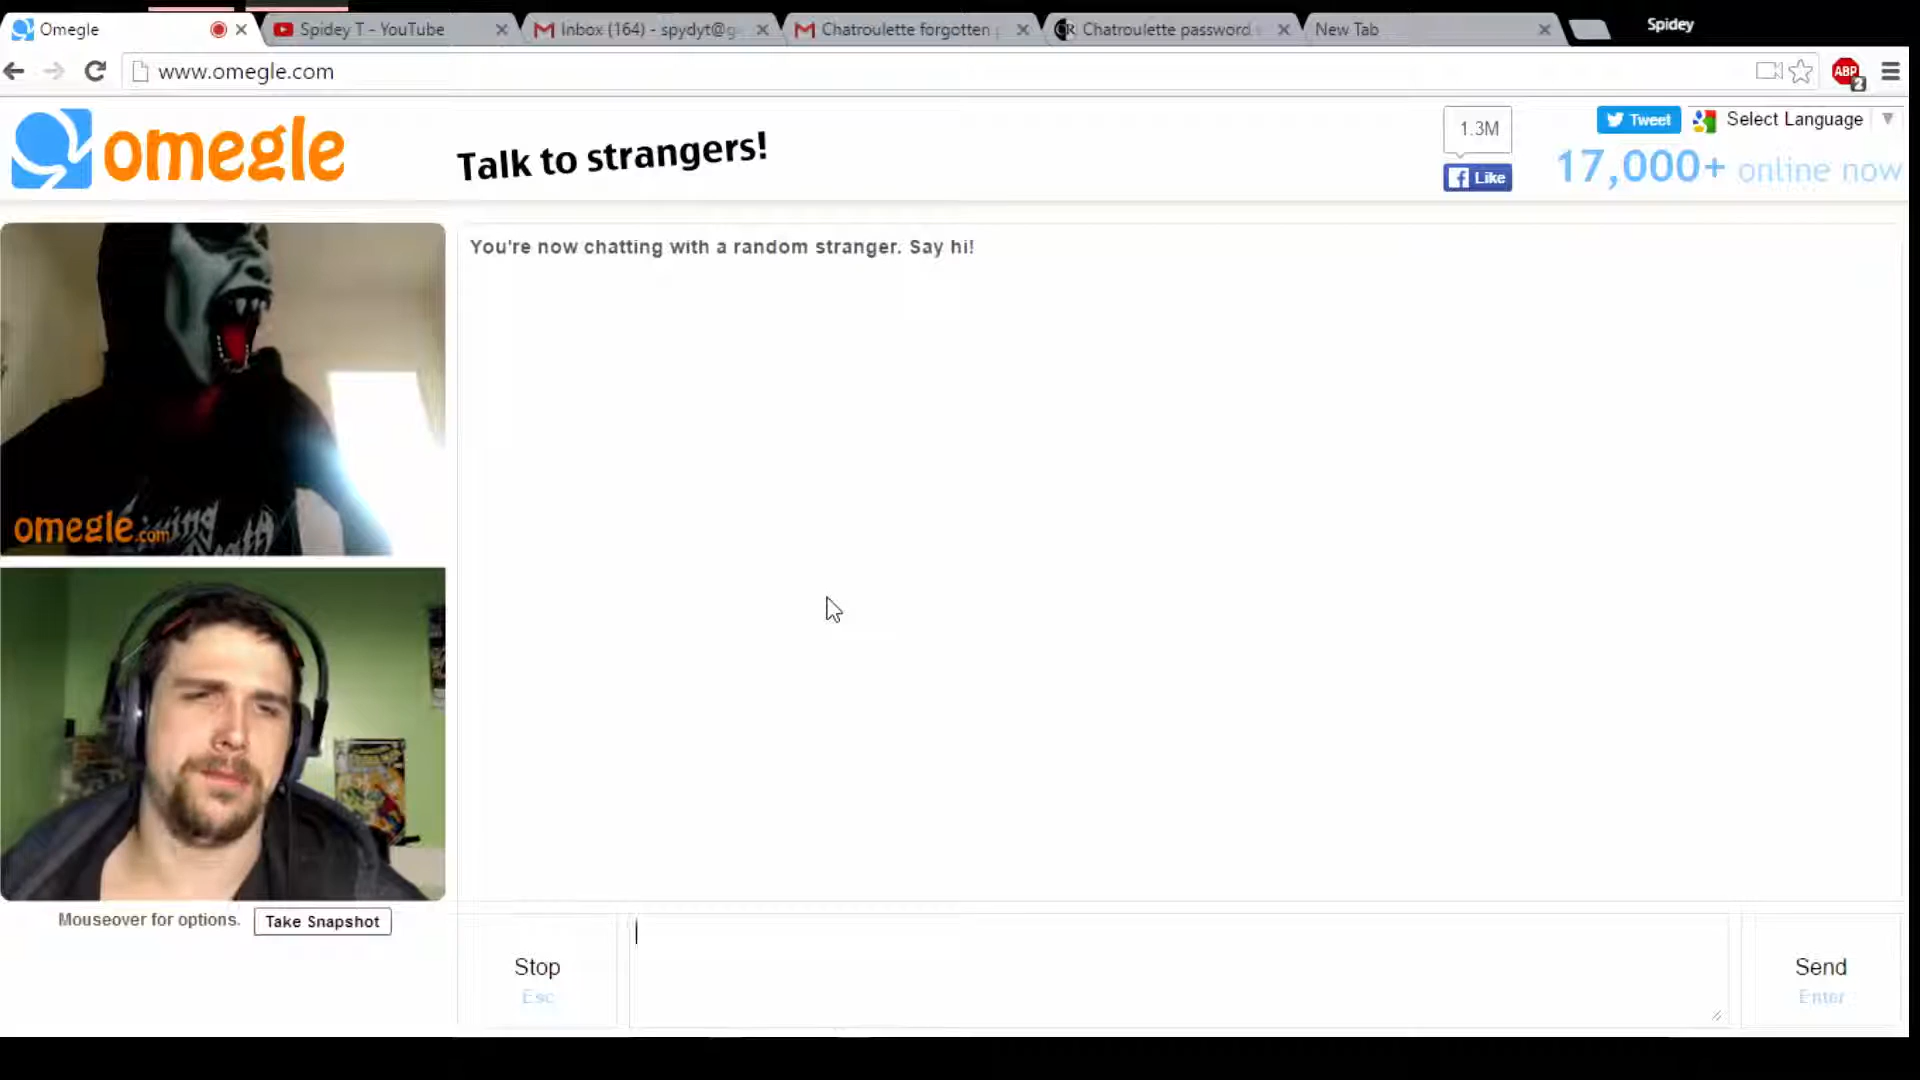 Omegle
Spidey T - YouTube
Inbox (164) - spydyt@g
Chatroulette forgotten
Chatroulette password
New Tab
Spidey
www.omegle.com
ABP
2
omegle
Talk to strangers!
1.3M
Like
Tweet
Select Language
17,000+ online now
You're now chatting with a random stranger. Say hi!
omegle.com
Mouseover for options.
Take Snapshot
Stop
Esc
Send
Enter